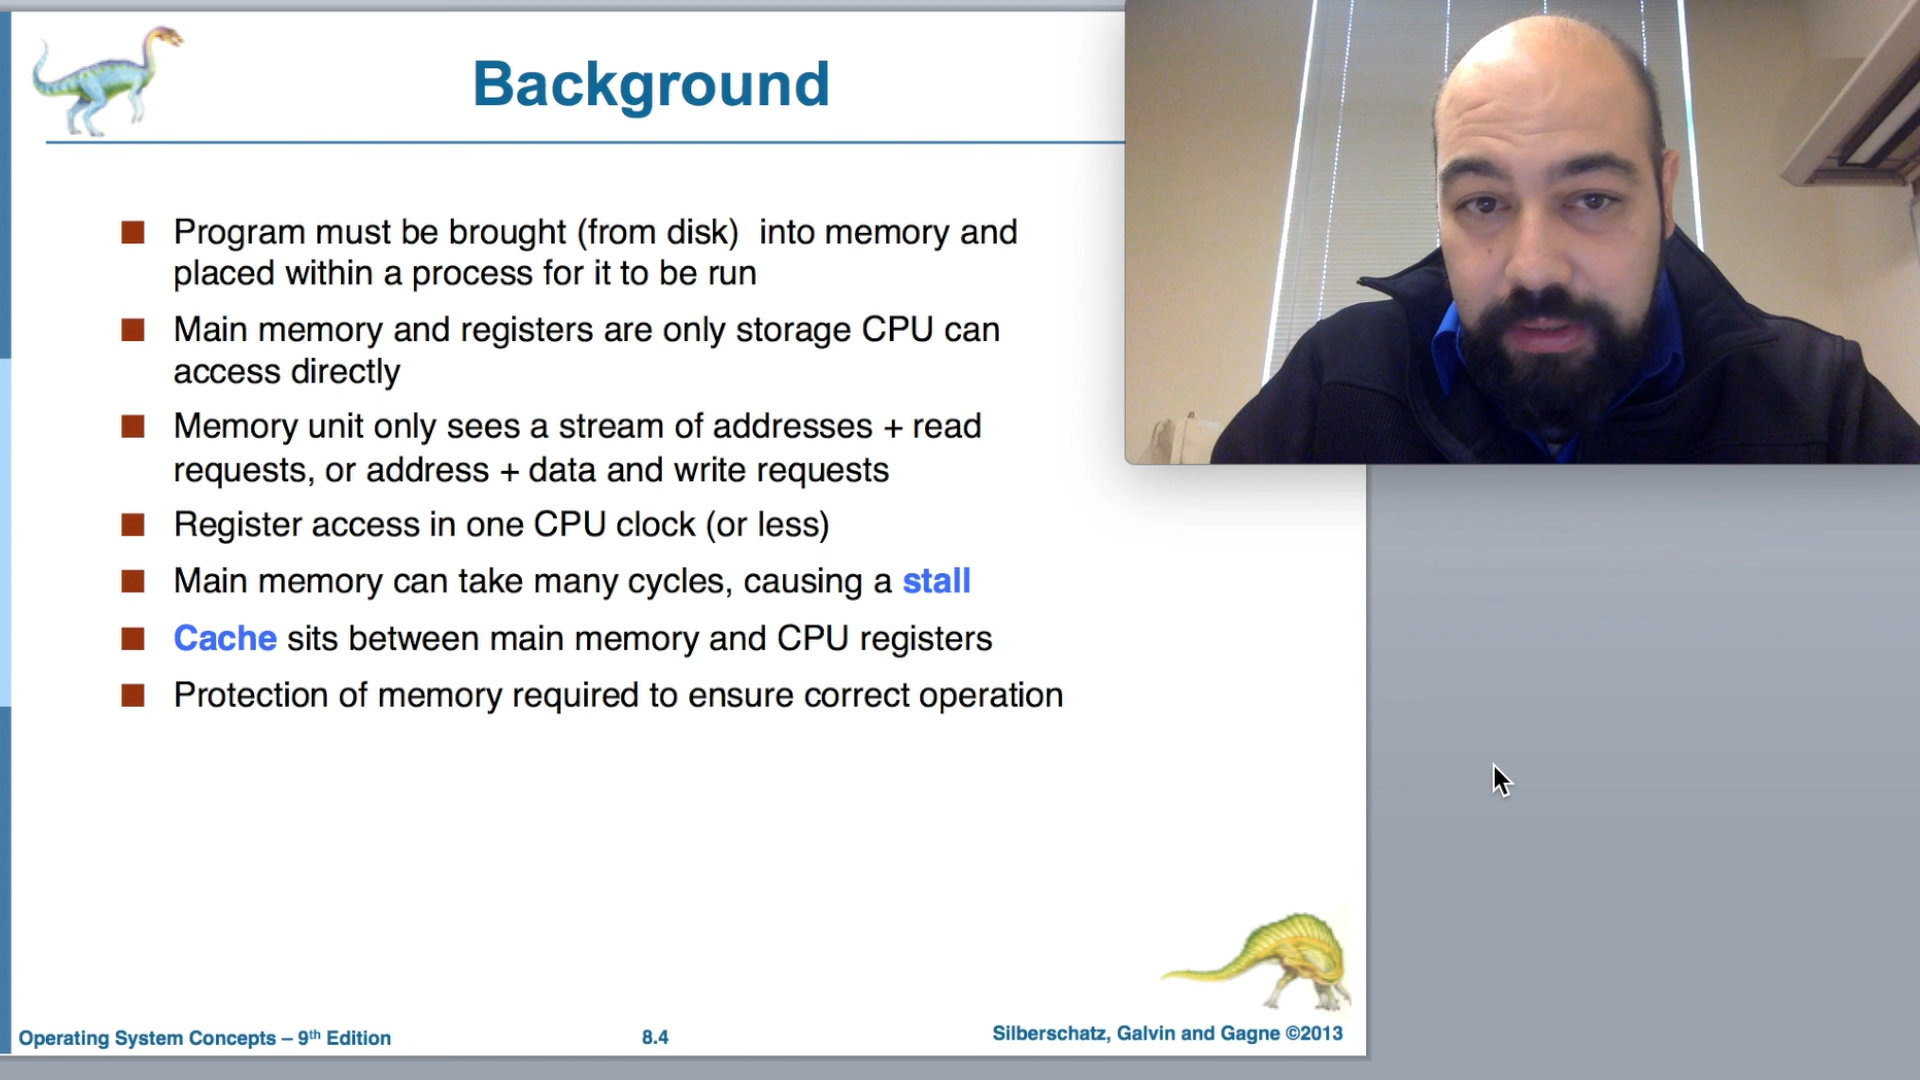 Background
Program must be brought (from disk)  into memory and
placed within a process for it to be run
Main memory and registers are only storage CPU can
access directly
Memory unit only sees a stream of addresses + read
requests, or address + data and write requests
Register access in one CPU clock (or less)
Main memory can take many cycles, causing a stall
Cache sits between main memory and CPU registers
Protection of memory required to ensure correct operation
Operating System Concepts – 9th Edition
8.4
Silberschatz, Galvin and Gagne ©2013